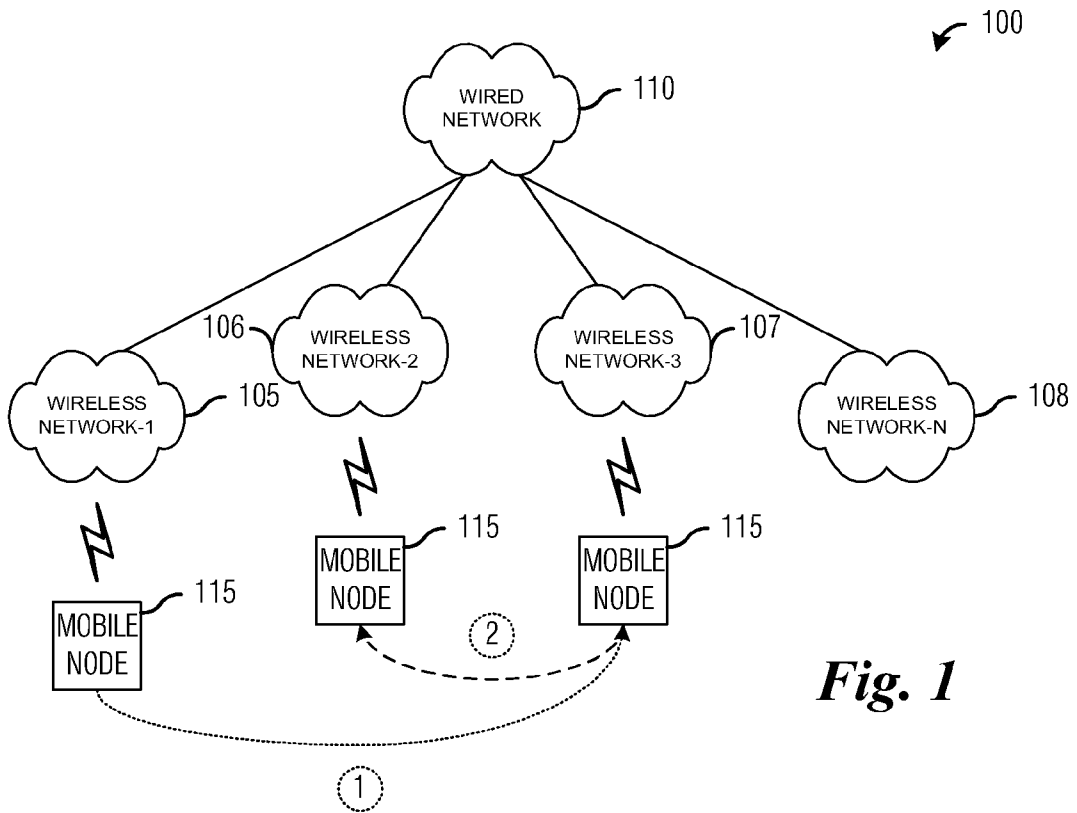 100
WIRED
NETWORK
110
106
WIRELESS
NETWORK-2
WIRELESS
NETWORK-3
107
WIRELESS
NETWORK-1
105
WIRELESS
NETWORK-N
108
115
MOBILE
NODE
115
MOBILE
NODE
115
MOBILE
NODE
2
1
Fig. 1